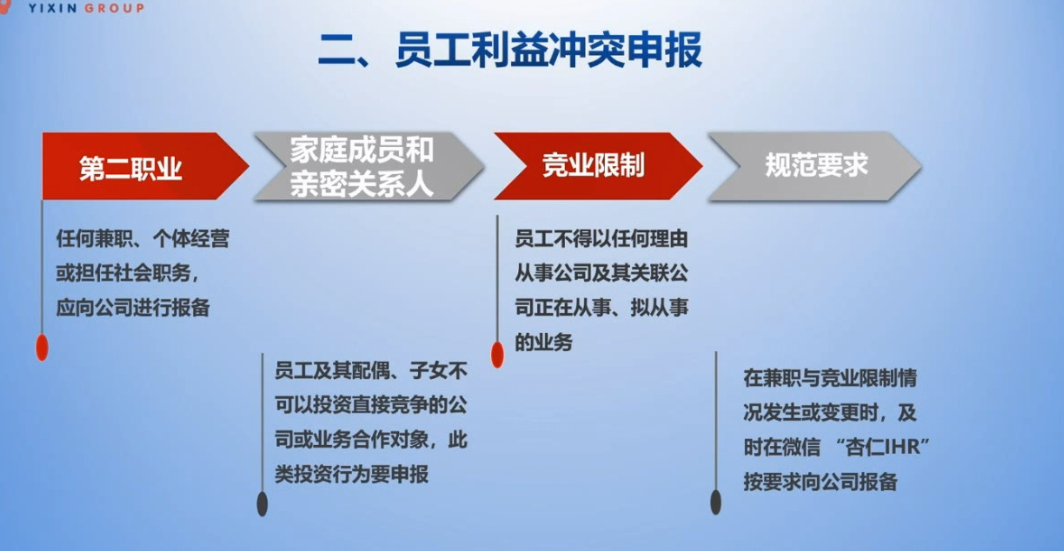 YIXIN GROUP
二、员工利益冲突申报
第二职业
任何兼职、个体经营
或担任社会职务，
应向公司进行报备
家庭成员和
亲密关系人
员工及其配偶、子女不
可以投资直接竞争的公
司或业务合作对象，此
类投资行为要申报
竞业限制
员工不得以任何理由
从事公司及其关联公
司正在从事、拟从事
的业务
规范要求
在兼职与竞业限制情
况发生或变更时，及
时在微信 “杏仁IHR”
按要求向公司报备